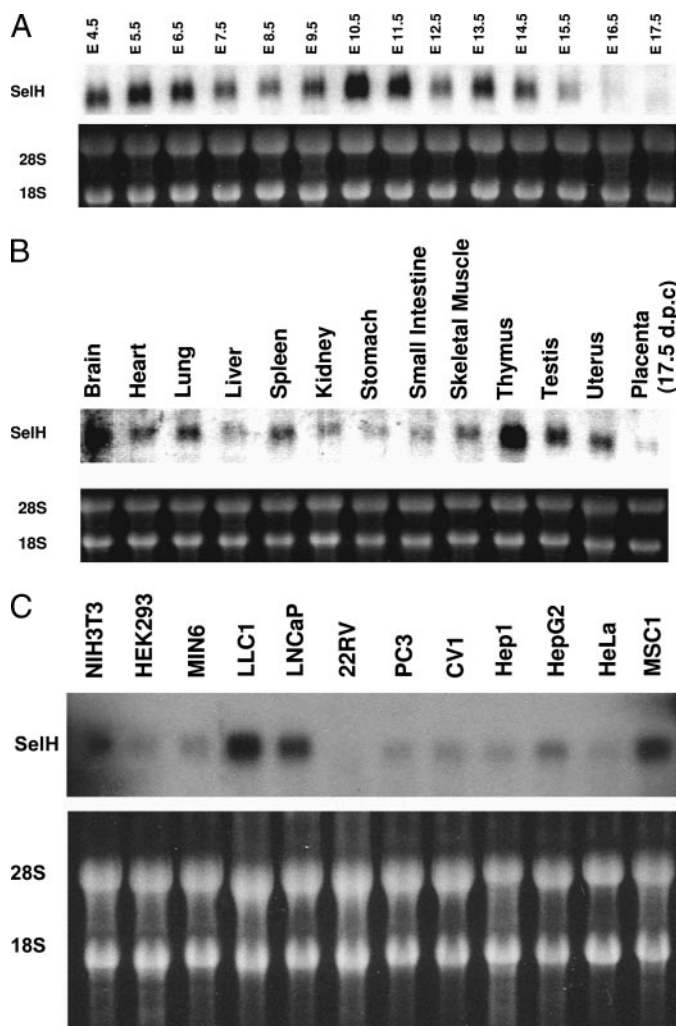 A
E 4.5
E 5.5
E 6.5
E 7.5
E 8.5
E 9.5
E 10.5
E 11.5
E 12.5
E 13.5
E 14.5
E 15.5
E 16.5
E 17.5
SelH
28S
18S
B
Brain
Heart
Lung
Liver
Spleen
Kidney
Stomach
Small Intestine
Skeletal Muscle
Thymus
Testis
Uterus
Placenta
(17.5 d.p.c)
SelH
28S
18S
C
NIH3T3
HEK293
MIN6
LLC1
LNCaP
22RV
PC3
CV1
Hep1
HepG2
HeLa
MSC1
SelH
28S
18S